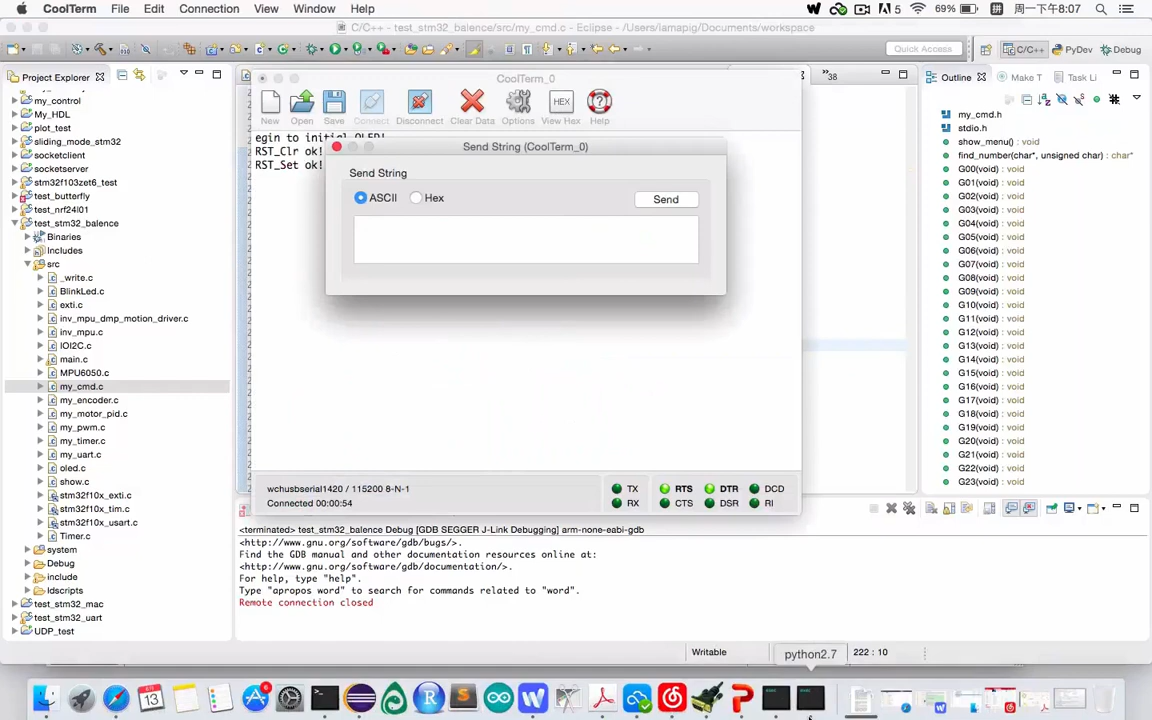 CoolTerm File Edit Connection View Window Help 5 69% 拼 周一下午8:07
C/C++ - test_stm32_balence/src/my_cmd.c - Eclipse - /Users/lamapig/Documents/workspace
Quick Access C/C++ PyDev Debug
Project Explorer
my_control
My_HDL
plot_test
sliding_mode_stm32
socketclient
socketserver
stm32f103zet6_test
test_butterfly
test_nrf24l01
test_stm32_balence
Binaries
Includes
src
_write.c
BlinkLed.c
exti.c
inv_mpu_dmp_motion_driver.c
inv_mpu.c
IOI2C.c
main.c
MPU6050.c
my_cmd.c
my_encoder.c
my_motor_pid.c
my_pwm.c
my_timer.c
my_uart.c
oled.c
show.c
stm32f10x_exti.c
stm32f10x_tim.c
stm32f10x_usart.c
Timer.c
system
Debug
include
ldscripts
test_stm32_mac
test_stm32_uart
UDP_test
CoolTerm_0
New Open Save Connect Disconnect Clear Data Options View Hex Help
HEX
egin to initial OLED!
RST_Clr ok!
RST_Set ok!
Send String (CoolTerm_0)
Send String
ASCII Hex Send
wchusbserial1420 / 115200 8-N-1
Connected 00:00:54
TX RTS DTR DCD
RX CTS DSR RI
38
Outline Make T Task Li
my_cmd.h
stdio.h
show_menu() : void
find_number(char*, unsigned char) : char*
G00(void) : void
G01(void) : void
G02(void) : void
G03(void) : void
G04(void) : void
G05(void) : void
G06(void) : void
G07(void) : void
G08(void) : void
G09(void) : void
G10(void) : void
G11(void) : void
G12(void) : void
G13(void) : void
G14(void) : void
G15(void) : void
G16(void) : void
G17(void) : void
G18(void) : void
G19(void) : void
G20(void) : void
G21(void) : void
G22(void) : void
G23(void) : void
<terminated> test_stm32_balence Debug [GDB SEGGER J-Link Debugging] arm-none-eabi-gdb
<http://www.gnu.org/software/gdb/bugs/>.
Find the GDB manual and other documentation resources online at:
<http://www.gnu.org/software/gdb/documentation/>.
For help, type "help".
Type "apropos word" to search for commands related to "word".
Remote connection closed
Writable 222 : 10
python2.7
13